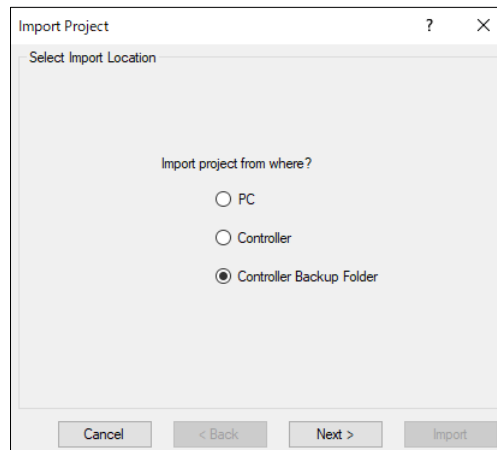 Import Project ? ×
Select Import Location
Import project from where?
PC
Controller
Controller Backup Folder
Cancel < Back Next > Import